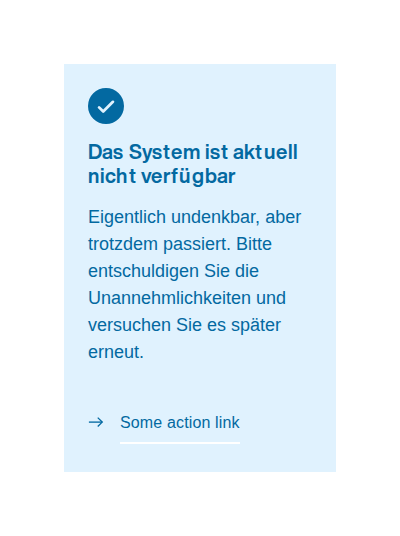 Das System ist aktuell
nicht verfügbar
Eigentlich undenkbar, aber
trotzdem passiert. Bitte
entschuldigen Sie die
Unannehmlichkeiten und
versuchen Sie es später
erneut.
Some action link